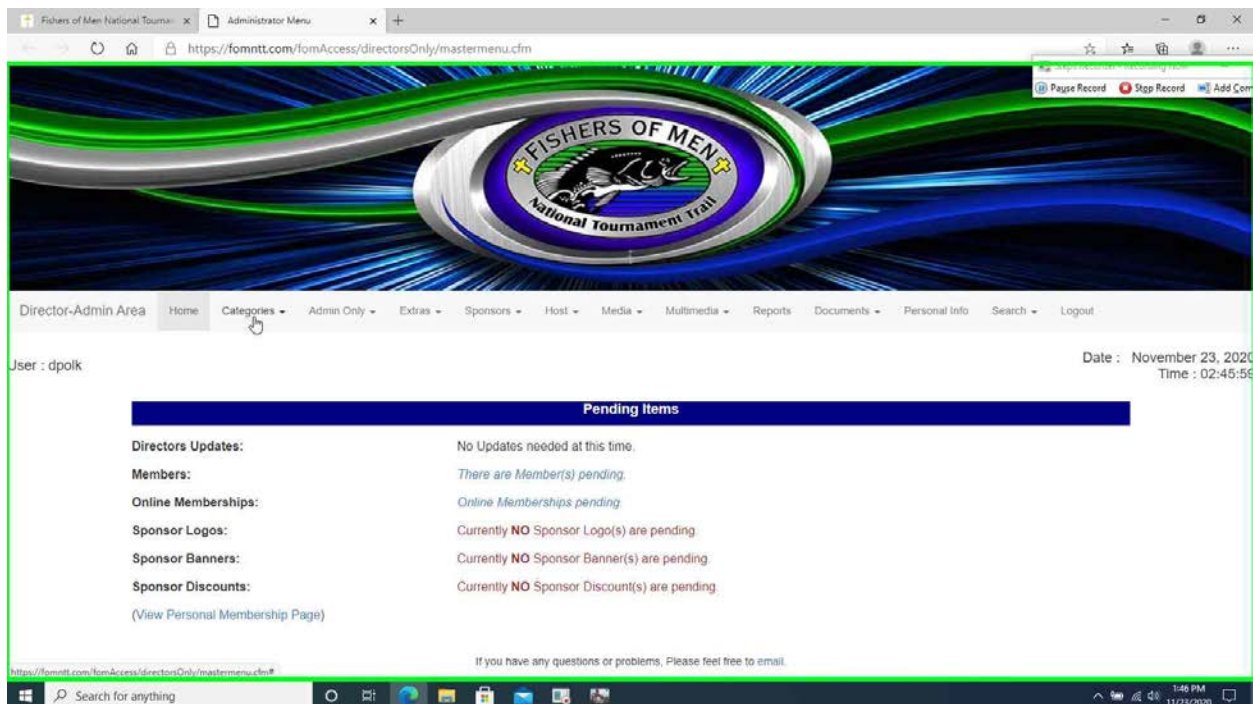 Fishers of Men National Tournam
Administrator Menu
https://fomntt.com/fomAccess/directorsOnly/mastermenu.cfm
Pause Record Stop Record Add Com
FISHERS OF MEN
National Tournament Trail
Director-Admin Area Home Categories Admin Only Extras Sponsors Host Media Multimedia Reports Documents Personal Info Search Logout
User : dpolk
Date : November 23, 2020
Time : 02:45:59
Pending Items
Directors Updates: No Updates needed at this time.
Members: There are Member(s) pending.
Online Memberships: Online Memberships pending.
Sponsor Logos: Currently NO Sponsor Logo(s) are pending.
Sponsor Banners: Currently NO Sponsor Banner(s) are pending.
Sponsor Discounts: Currently NO Sponsor Discount(s) are pending.
(View Personal Membership Page)
If you have any questions or problems, Please feel free to email.
https://fomntt.com/fomAccess/directorsOnly/mastermenu.cfm#
Search for anything
1:46 PM
11/23/2020